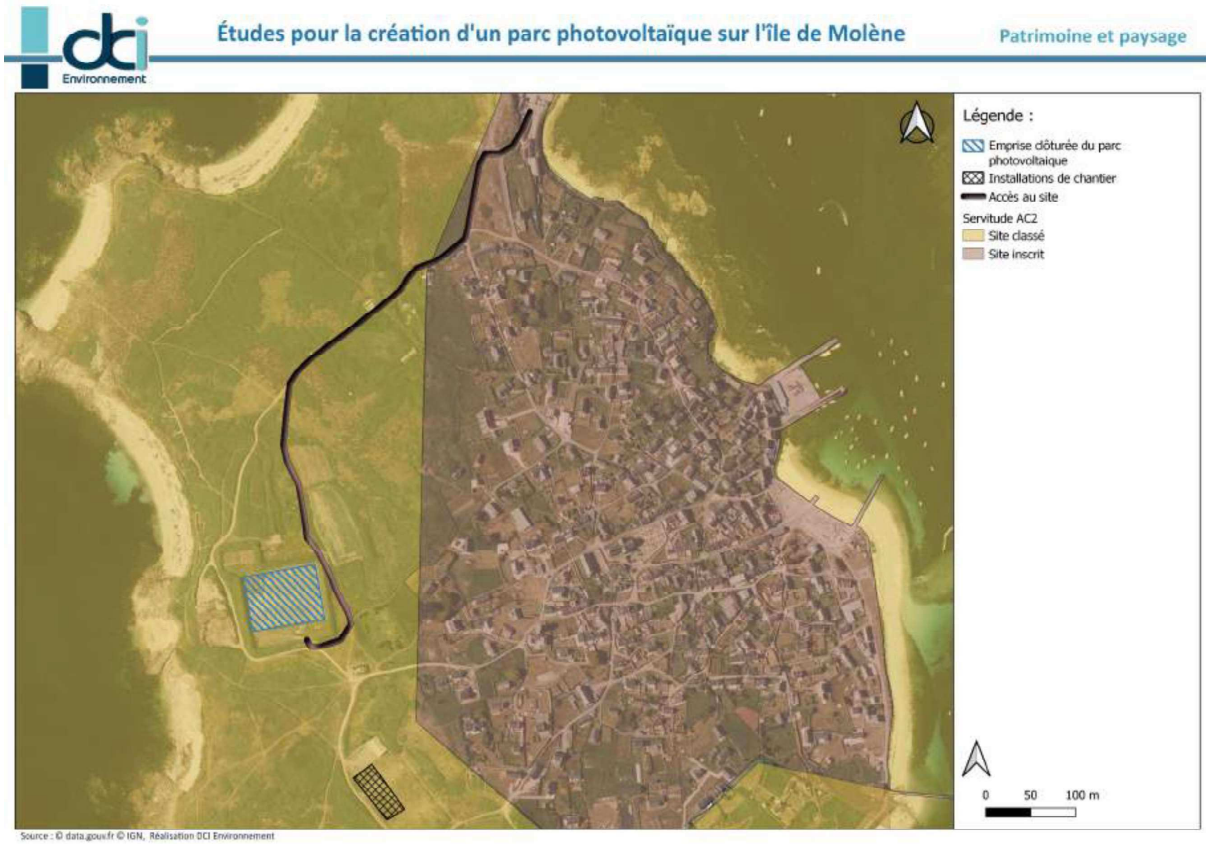 dci
Environnement
Études pour la création d'un parc photovoltaïque sur l'île de Molène
Patrimoine et paysage
Légende :
Emprise clôturée du parc
photovoltaique
Installations de chantier
Accès au site
Servitude AC2
Site classé
Site inscrit
0 50 100 m
Source : © data.gouv.fr © IGN, Réalisation DCI Environnement